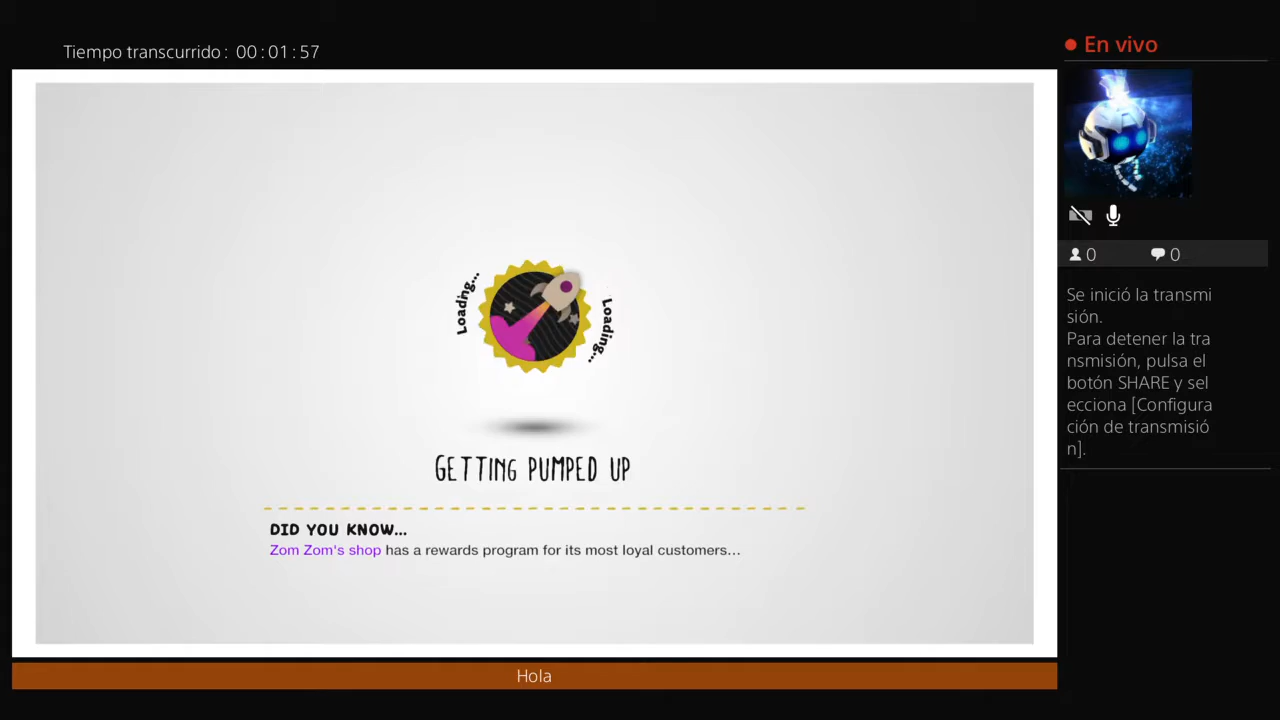 Tiempo transcurrido: 00:01:57
En vivo
Loading...
Loading...
GETTING PUMPED UP
DID YOU KNOW...
Zom Zom's shop has a rewards program for its most loyal customers...
0 0
Se inició la transmi
sión.
Para detener la tra
nsmisión, pulsa el
botón SHARE y sel
ecciona [Configura
ción de transmisió
n].
Hola